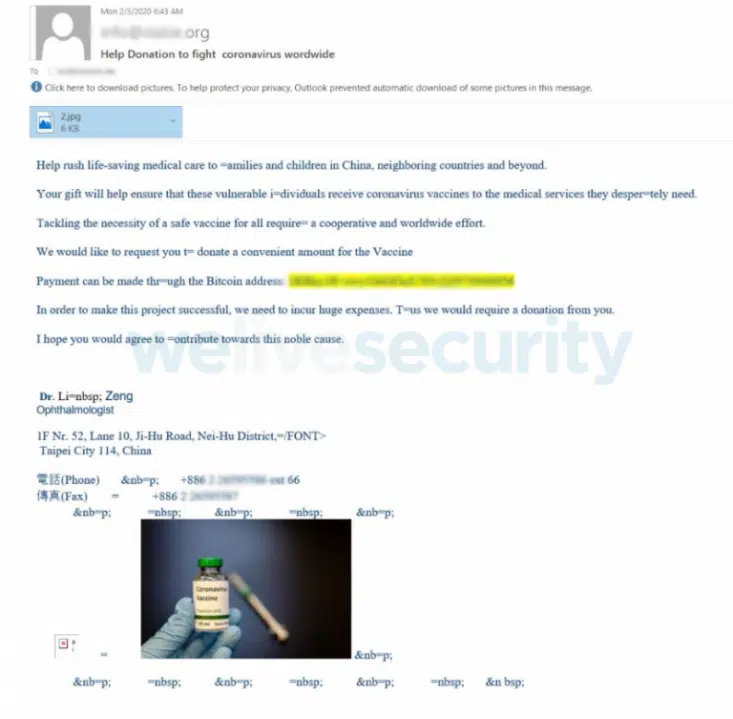 Mon 2/3/2020 6:43 AM
.org
Help Donation to fight coronavirus wordwide
To
Click here to download pictures. To help protect your privacy, Outlook prevented automatic download of some pictures in this message.
2.jpg
6 KB
Help rush life-saving medical care to =amilies and children in China, neighboring countries and beyond.
Your gift will help ensure that these vulnerable i=dividuals receive coronavirus vaccines to the medical services they desper=tely need.
Tackling the necessity of a safe vaccine for all require= a cooperative and worldwide effort.
We would like to request you t= donate a convenient amount for the Vaccine
Payment can be made thr=ugh the Bitcoin address:
In order to make this project successful, we need to incur huge expenses. T=us we would require a donation from you.
I hope you would agree to =ontribute towards this noble cause.
welivesecurity
Dr. Li=nbsp; Zeng
Ophthalmologist
1F Nr. 52, Lane 10, Ji-Hu Road, Nei-Hu District,=/FONT>
Taipei City 114, China
電話(Phone) &nb=p; +886 2 ext 66
傳真(Fax) = +886 2
&nb=p; =nbsp; &nb=p; =nbsp; &nb=p;
Coronavirus
Vaccine
= &nb=p;
&nb=p; =nbsp; &nb=p; =nbsp; &nb=p; =nbsp; &n bsp;